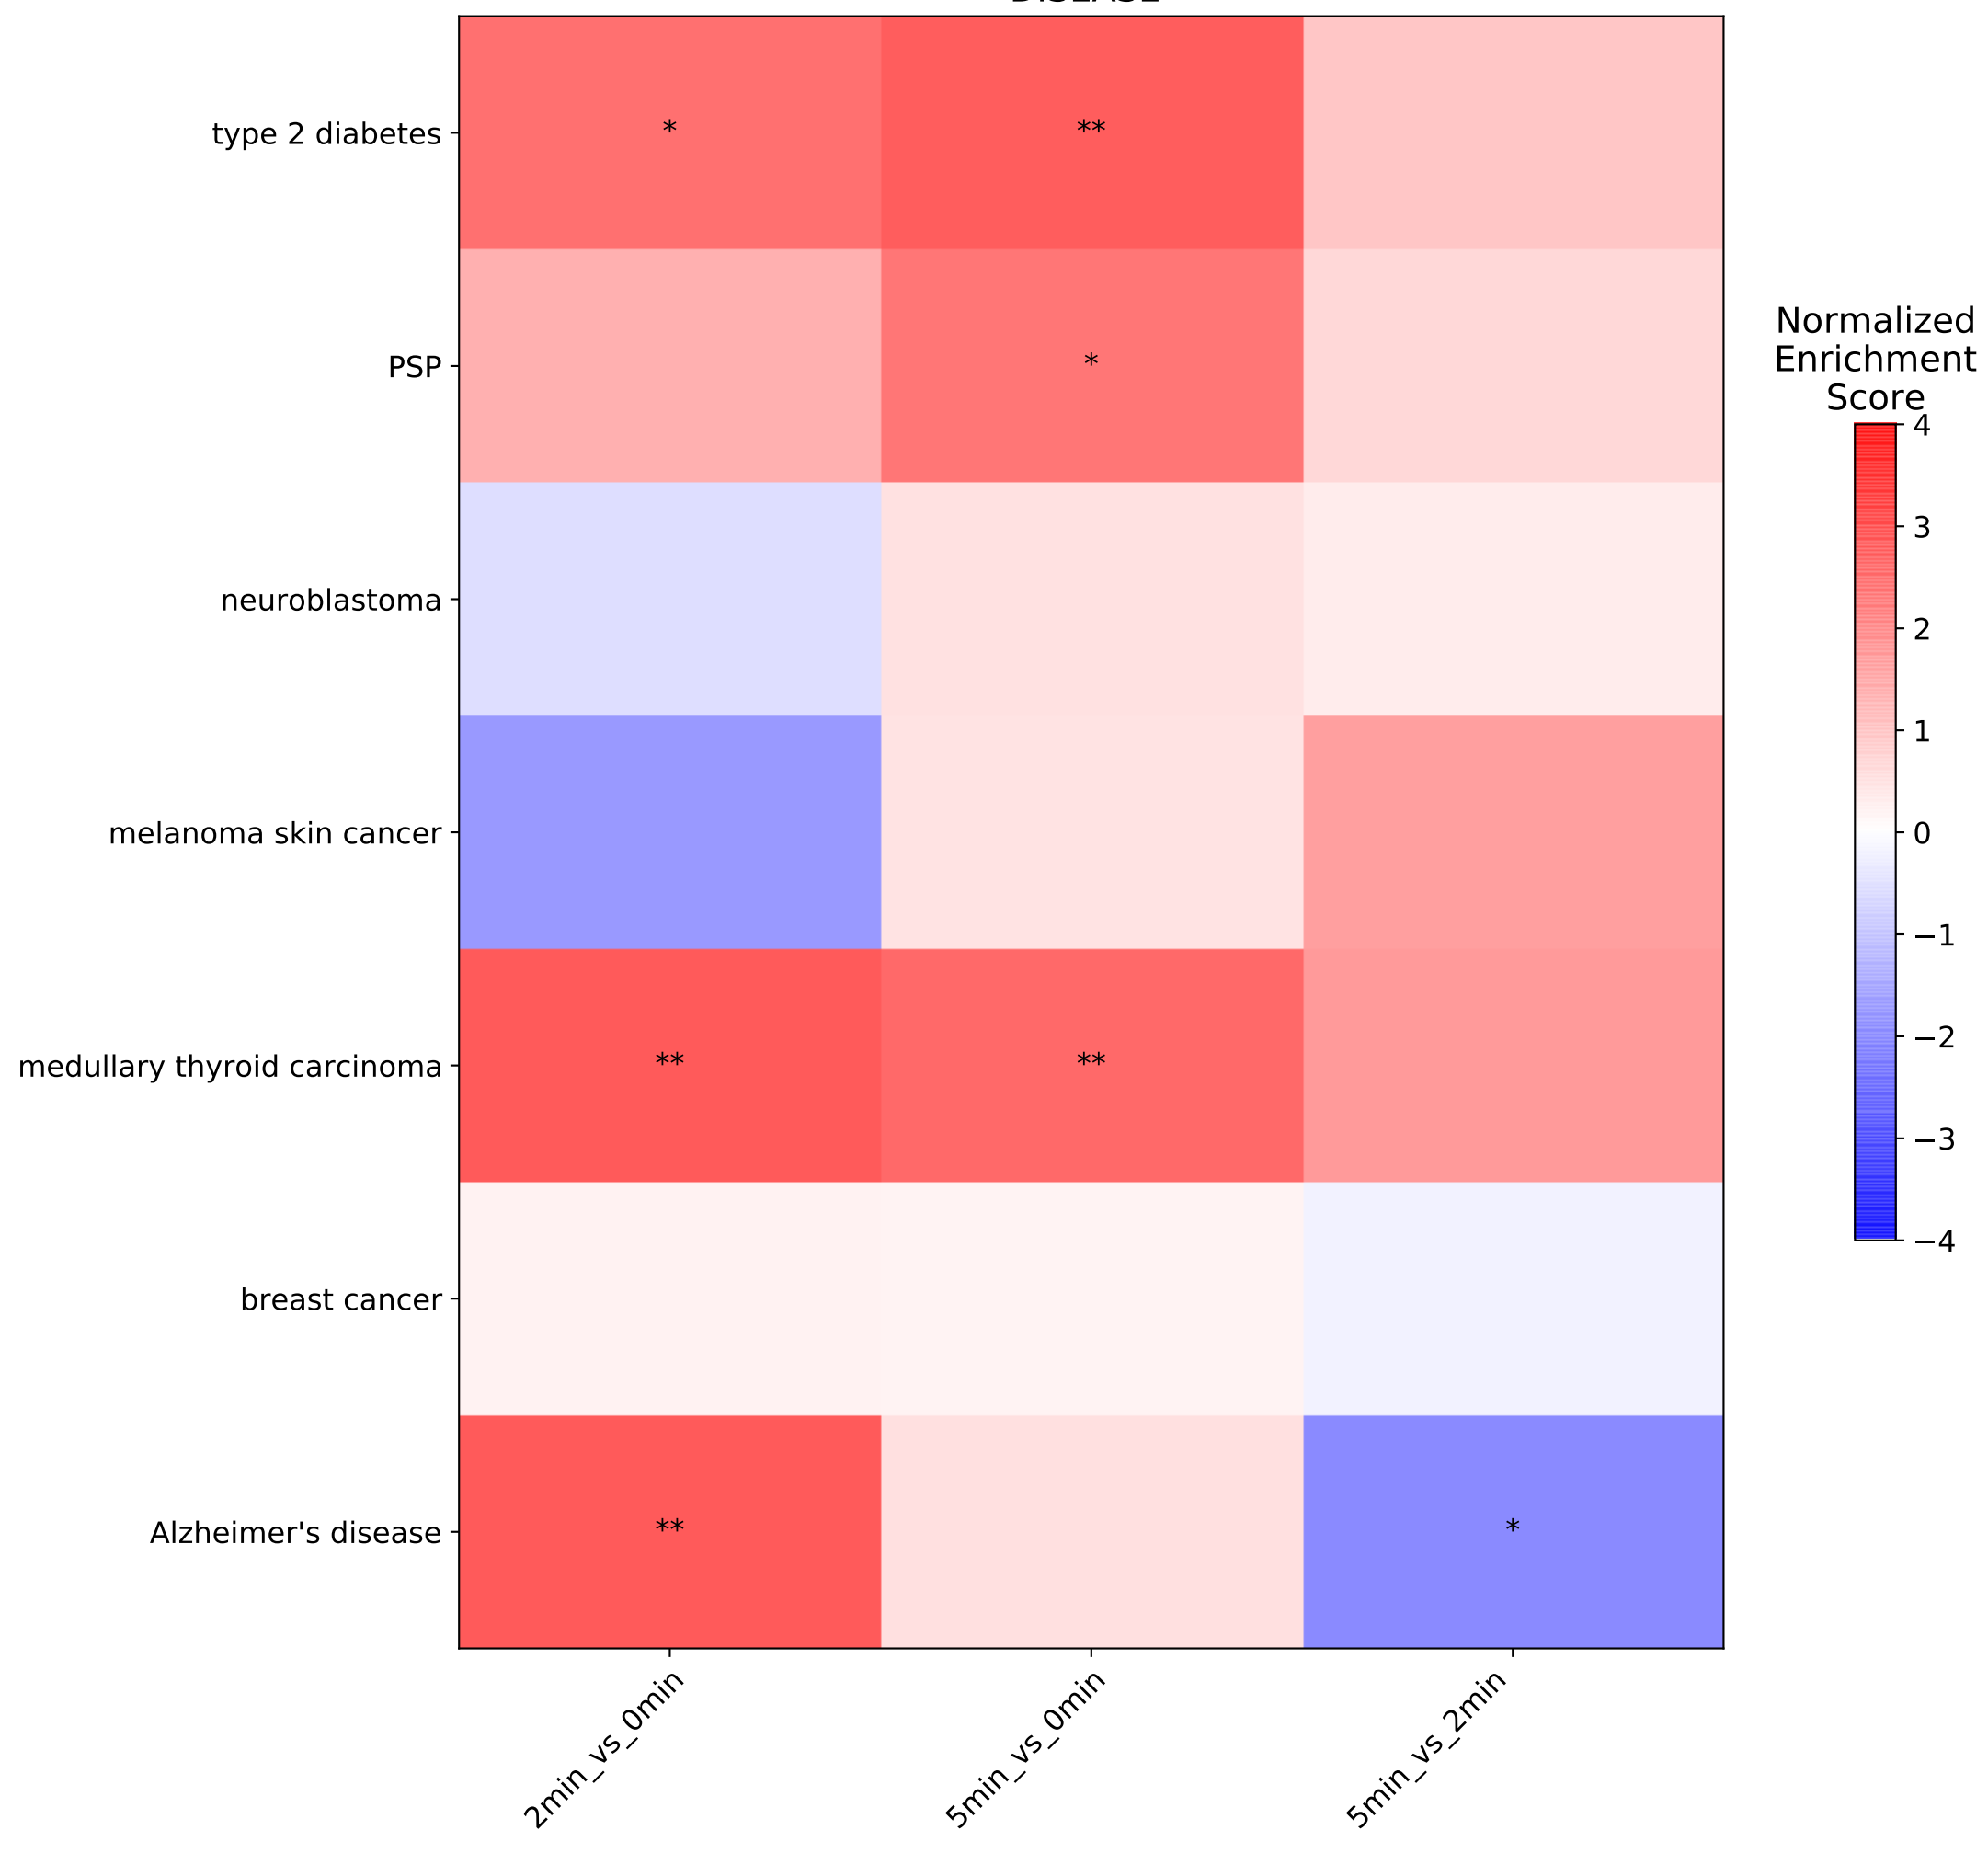 type 2 diabetes
* **
PSP
*
neuroblastoma
melanoma skin cancer
medullary thyroid carcinoma
** **
breast cancer
Alzheimer's disease
** *
2min_vs_0min
5min_vs_0min
5min_vs_2min
Normalized
Enrichment
Score
4
3
2
1
0
−1
−2
−3
−4